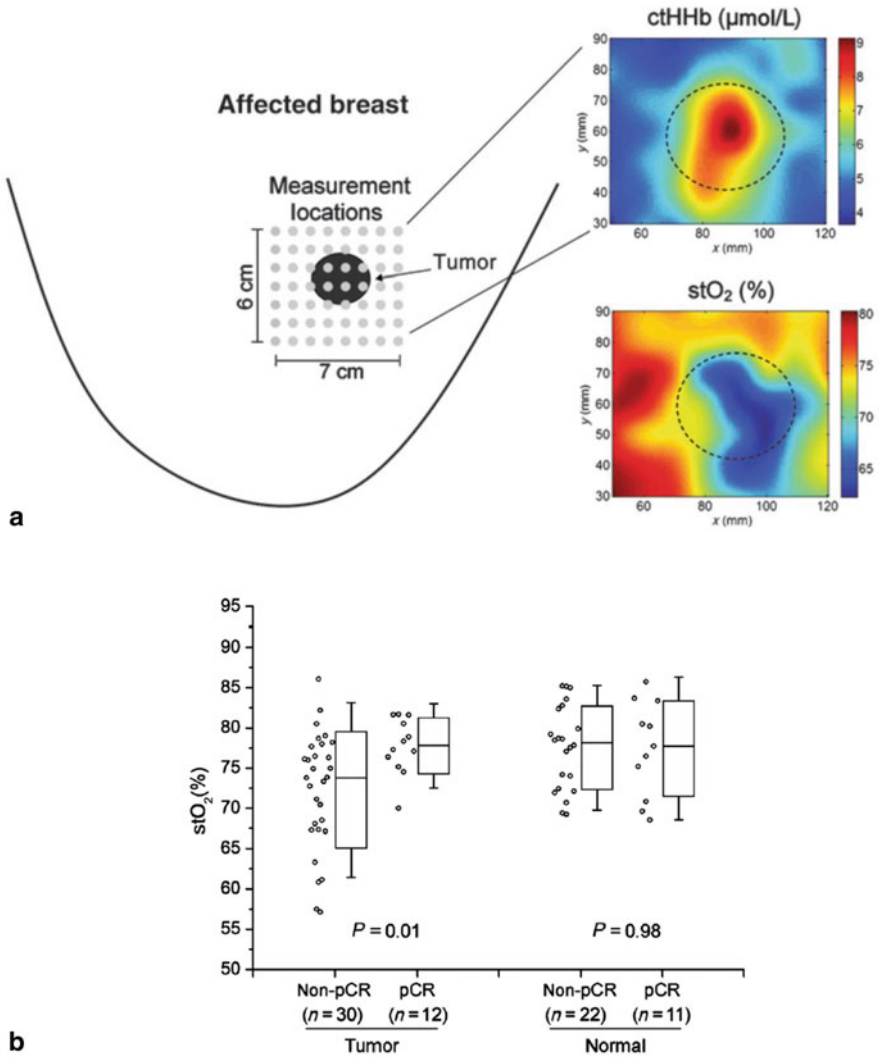 ctHHb (µmol/L)
90
80
70
60
50
40
30
y (mm)
60 80 100 120
x (mm)
9
8
7
6
5
4
Affected breast
Measurement
locations
Tumor
6 cm
7 cm
stO₂ (%)
90
80
70
60
50
40
30
y (mm)
60 80 100 120
x (mm)
80
75
70
65
a
95
90
85
80
75
70
65
60
55
50
stO₂(%)
P = 0.01 P = 0.98
Non-pCR pCR Non-pCR pCR
(n = 30) (n = 12) (n = 22) (n = 11)
Tumor Normal
b